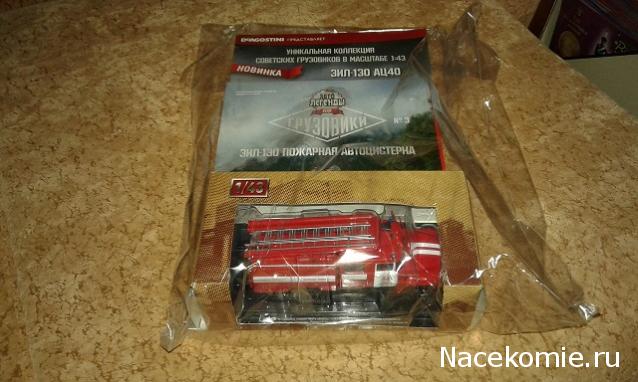 DeAGOSTINI ПРЕДСТАВЛЯЕТ
УНИКАЛЬНАЯ КОЛЛЕКЦИЯ
СОВЕТСКИХ ГРУЗОВИКОВ В МАСШТАБЕ 1:43
НОВИНКА
ЗИЛ-130 АЦ40
АВТО
ЛЕГЕНДЫ
ГРУЗОВИКИ
№ 3
ЗИЛ-130 ПОЖАРНАЯ АВТОЦИСТЕРНА
1/43
Nacekomie.ru